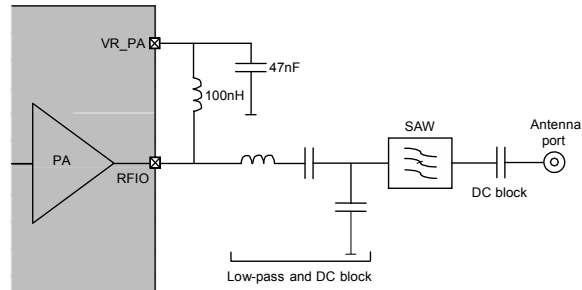 VR_PA
47nF
100nH
SAW
Antenna
port
PA
RFIO
DC block
Low-pass and DC block